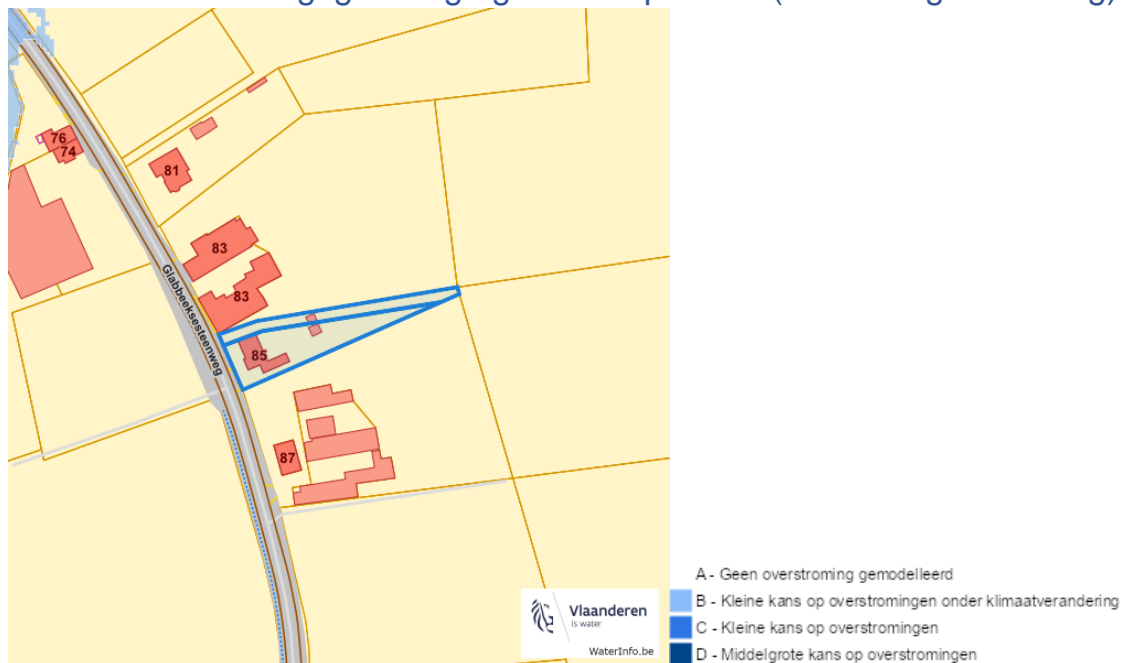 76
74
81
83
83
Glabbeeksesteenweg
85
87
Vlaanderen
is water
WaterInfo.be
A - Geen overstroming gemodelleerd
B - Kleine kans op overstromingen onder klimaatverandering
C - Kleine kans op overstromingen
D - Middelgrote kans op overstromingen